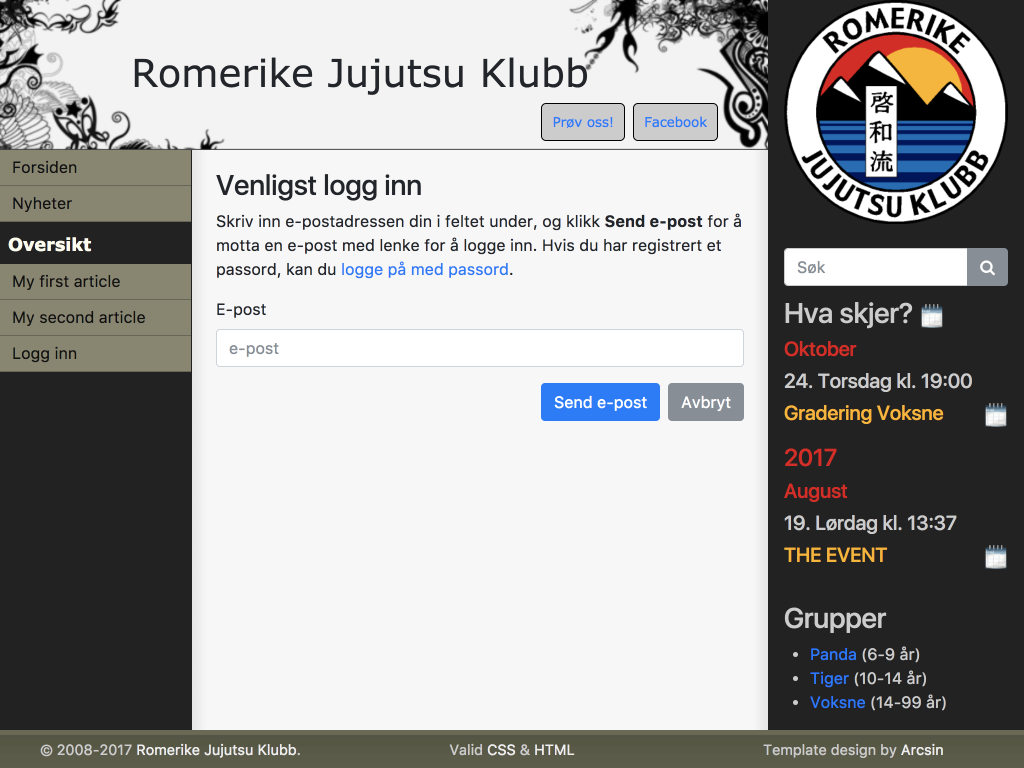 Romerike Jujutsu Klubb
Prøv oss!
Facebook
ROMERIKE
啓和流
JUJUTSU KLUBB
Forsiden
Nyheter
Oversikt
My first article
My second article
Logg inn
Venligst logg inn
Skriv inn e-postadressen din i feltet under, og klikk Send e-post for å
motta en e-post med lenke for å logge inn. Hvis du har registrert et
passord, kan du logge på med passord.
E-post
e-post
Send e-post
Avbryt
Søk
Hva skjer?
Oktober
24. Torsdag kl. 19:00
Gradering Voksne
2017
August
19. Lørdag kl. 13:37
THE EVENT
Grupper
• Panda (6-9 år)
• Tiger (10-14 år)
• Voksne (14-99 år)
© 2008-2017 Romerike Jujutsu Klubb.
Valid CSS & HTML
Template design by Arcsin